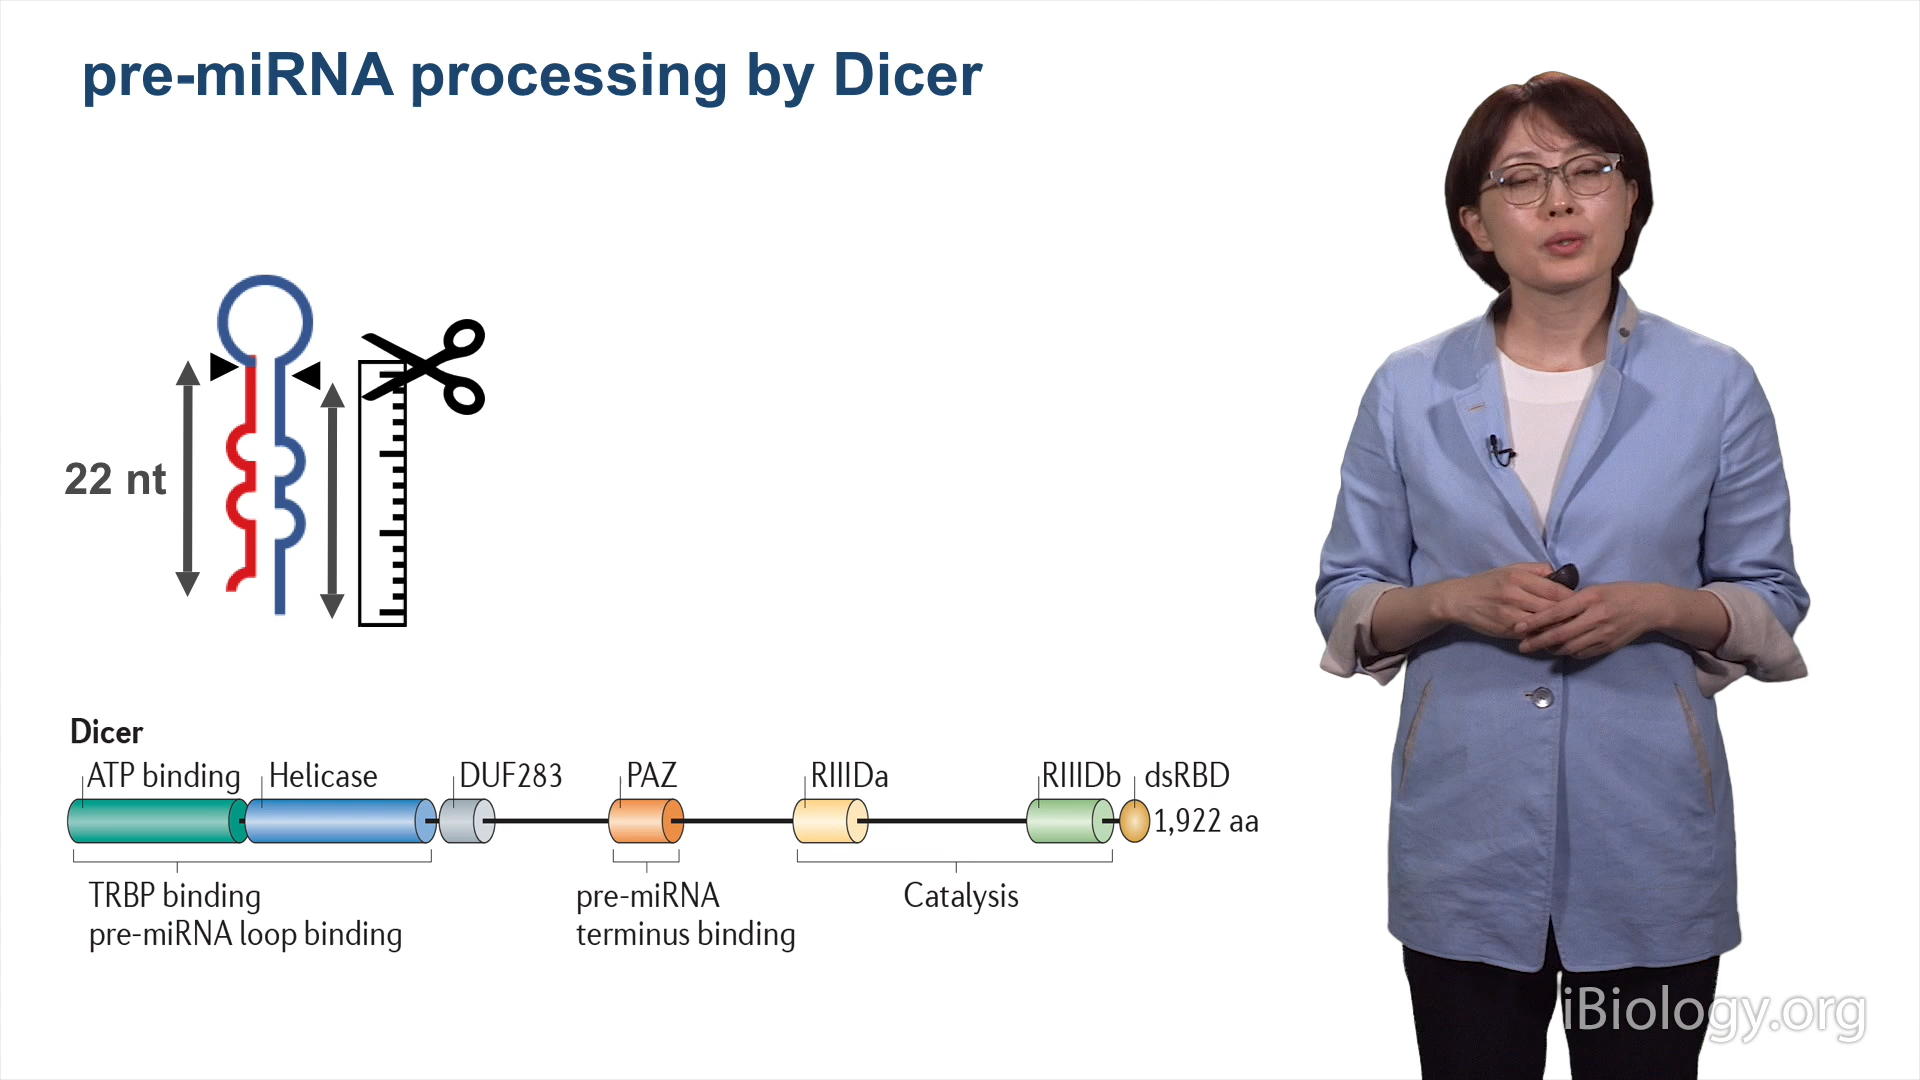 pre-miRNA processing by Dicer
22 nt
Dicer
ATP binding Helicase DUF283 PAZ RIIIDa RIIIDb dsRBD
1,922 aa
TRBP binding
pre-miRNA loop binding
pre-miRNA
terminus binding
Catalysis
iBiology.org